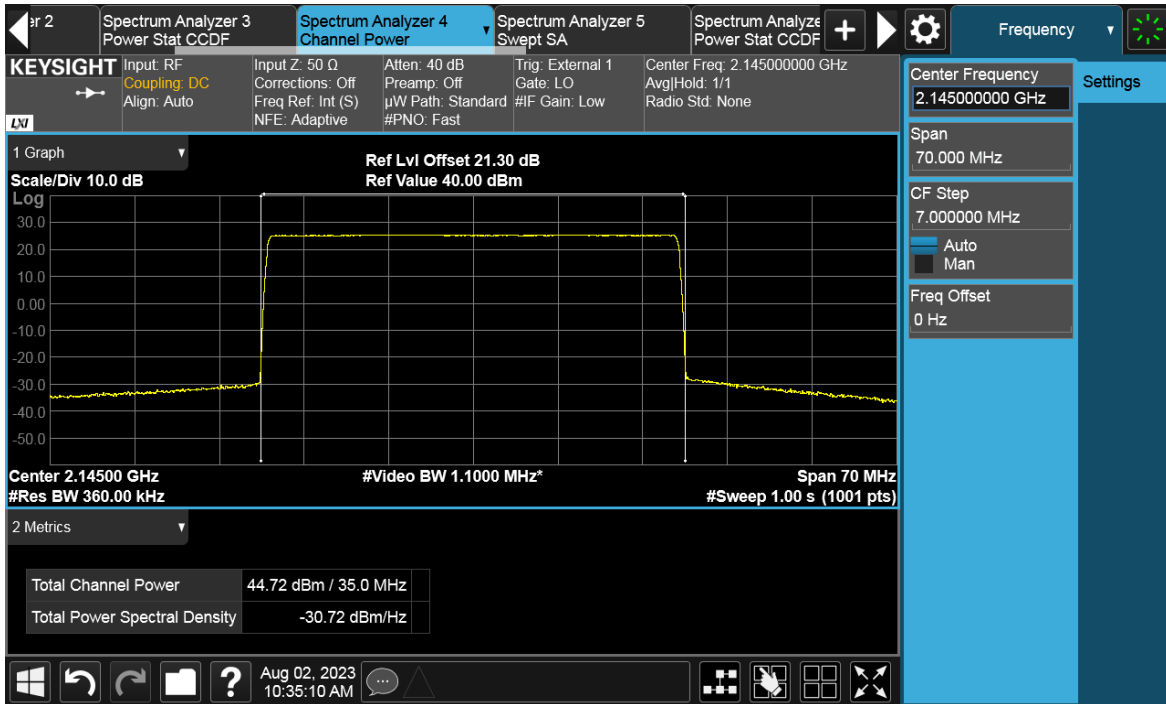 er 2
Spectrum Analyzer 3
Power Stat CCDF
Spectrum Analyzer 4
Channel Power
Spectrum Analyzer 5
Swept SA
Spectrum Analyze
Power Stat CCDF
Frequency
KEYSIGHT
LXI
Input: RF
Coupling: DC
Align: Auto
Input Z: 50 Ω
Corrections: Off
Freq Ref: Int (S)
NFE: Adaptive
Atten: 40 dB
Preamp: Off
µW Path: Standard
#PNO: Fast
Trig: External 1
Gate: LO
#IF Gain: Low
Center Freq: 2.145000000 GHz
Avg|Hold: 1/1
Radio Std: None
Center Frequency
2.145000000 GHz
Settings
Span
70.000 MHz
CF Step
7.000000 MHz
Auto
Man
Freq Offset
0 Hz
1 Graph
Scale/Div 10.0 dB
Ref Lvl Offset 21.30 dB
Ref Value 40.00 dBm
Log
30.0
20.0
10.0
0.00
-10.0
-20.0
-30.0
-40.0
-50.0
Center 2.14500 GHz
#Video BW 1.1000 MHz*
Span 70 MHz
#Res BW 360.00 kHz
#Sweep 1.00 s (1001 pts)
2 Metrics
Total Channel Power 44.72 dBm / 35.0 MHz
Total Power Spectral Density -30.72 dBm/Hz
?
Aug 02, 2023
10:35:10 AM